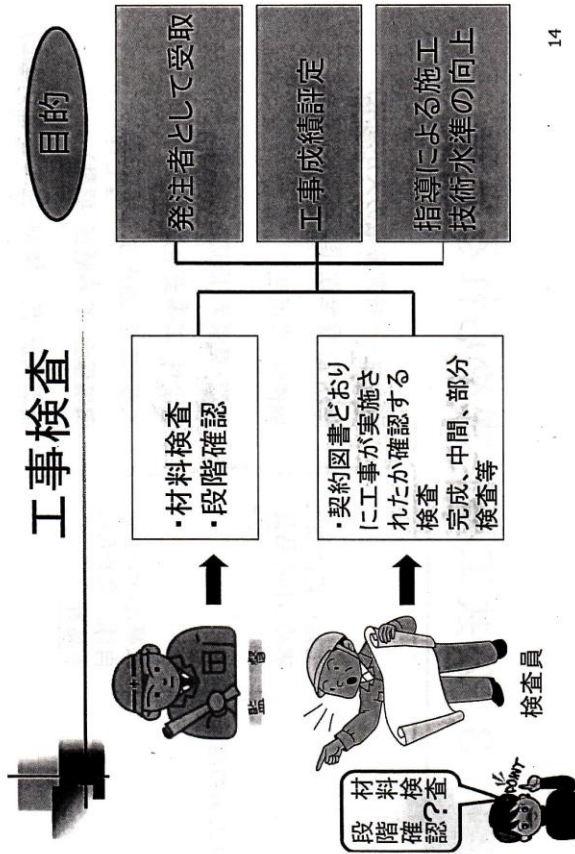 工事検査
目的
監督
・材料検査
・段階確認
検査員
・契約図書どおり
に工事が実施さ
れたか確認する
検査
完成、中間、部分
検査等
発注者として受取
工事成績評定
指導による施工
技術水準の向上
材料検査
段階確認?
POINT
14